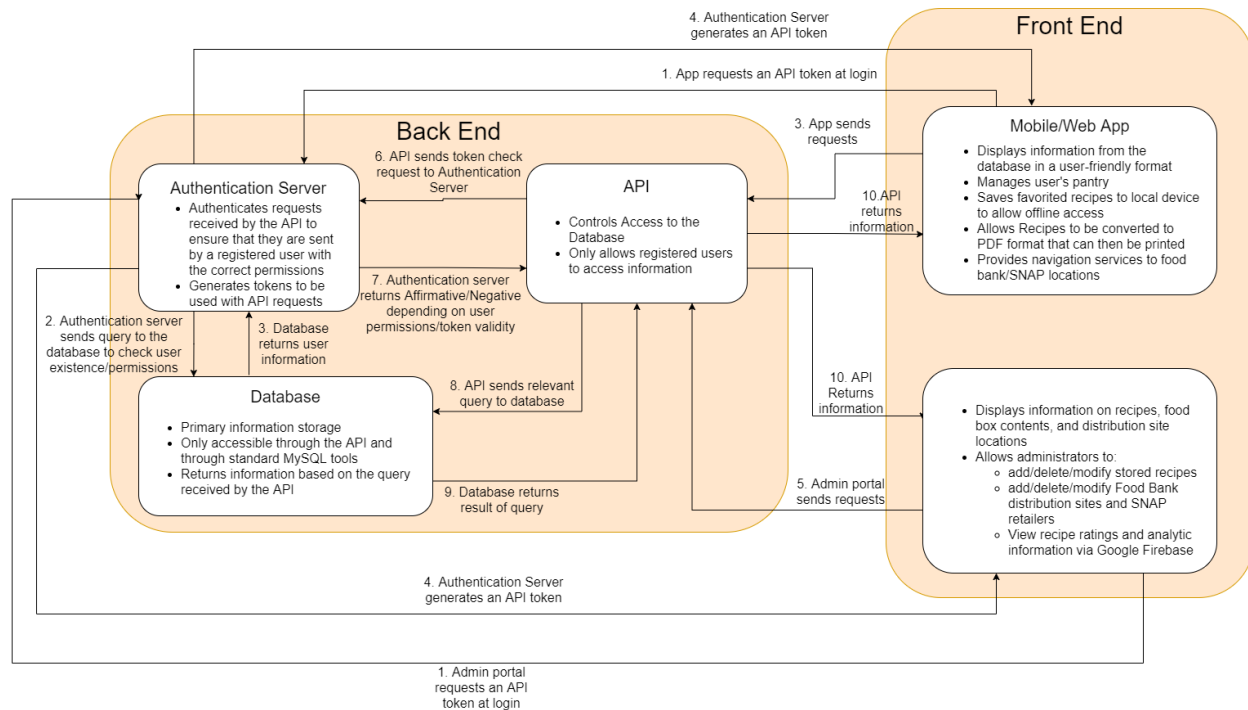 4. Authentication Server
generates an API token
Front End
1. App requests an API token at login
Back End
3. App sends
requests
Mobile/Web App
• Displays information from the
database in a user-friendly format
• Manages user's pantry
• Saves favorited recipes to local device
to allow offline access
• Allows Recipes to be converted to
PDF format that can then be printed
• Provides navigation services to food
bank/SNAP locations
6. API sends token check
request to Authentication
Server
Authentication Server
• Authenticates requests
received by the API to
ensure that they are sent
by a registered user with
the correct permissions
• Generates tokens to be
used with API requests
API
• Controls Access to the
Database
• Only allows registered users
to access information
10.API
returns
information
7. Authentication server
returns Affirmative/Negative
depending on user
permissions/token validity
2. Authentication server
sends query to the
database to check user
existence/permissions
3. Database
returns user
information
8. API sends relevant
query to database
10. API
Returns
information
Database
• Primary information storage
• Only accessible through the API and
through standard MySQL tools
• Returns information based on the query
received by the API
9. Database returns
result of query
5. Admin portal
sends requests
• Displays information on recipes, food
box contents, and distribution site
locations
• Allows administrators to:
○ add/delete/modify stored recipes
○ add/delete/modify Food Bank
distribution sites and SNAP
retailers
○ View recipe ratings and analytic
information via Google Firebase
4. Authentication Server
generates an API token
1. Admin portal
requests an API
token at login